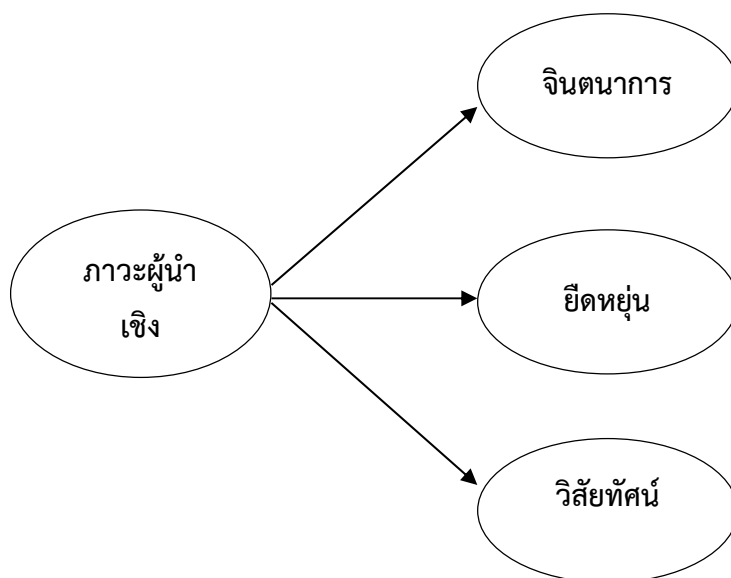 จินตนาการ
ภาวะผู้นำ
เชิง
ยืดหยุ่น
วิสัยทัศน์